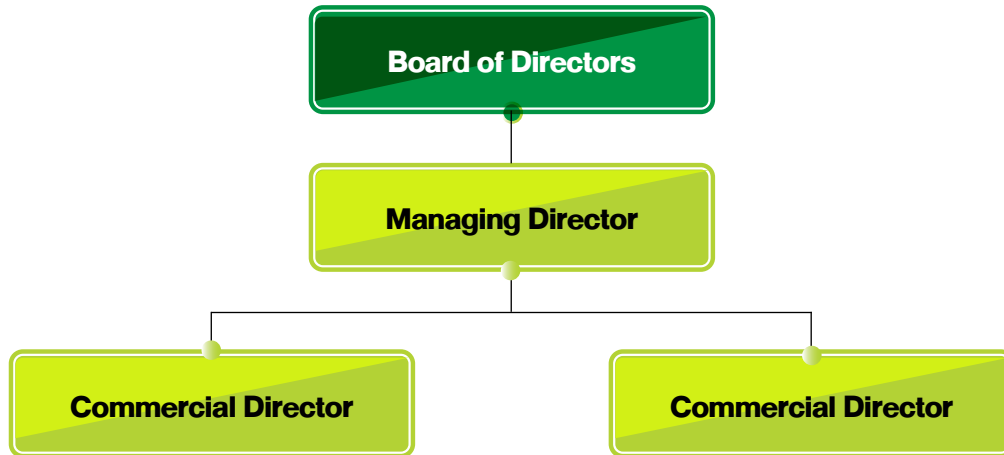 Board of Directors
Managing Director
Commercial Director
Commercial Director